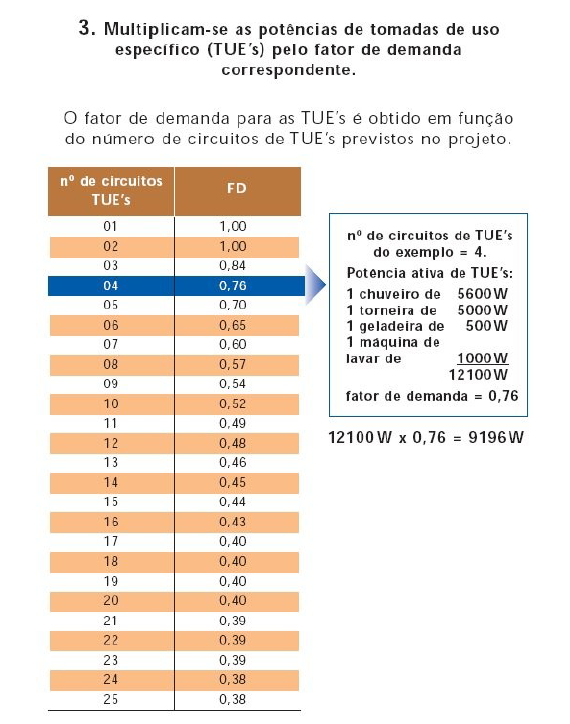 3. Multiplicam-se as potências de tomadas de uso
específico (TUE's) pelo fator de demanda
correspondente.
O fator de demanda para as TUE's é obtido em função
do número de circuitos de TUE's previstos no projeto.
nº de circuitos
TUE's
FD
01 1,00
02 1,00
03 0,84
04 0,76
05 0,70
06 0,65
07 0,60
08 0,57
09 0,54
10 0,52
11 0,49
12 0,48
13 0,46
14 0,45
15 0,44
16 0,43
17 0,40
18 0,40
19 0,40
20 0,40
21 0,39
22 0,39
23 0,39
24 0,38
25 0,38
nº de circuitos de TUE's
do exemplo = 4.
Potência ativa de TUE's:
1 chuveiro de 5600W
1 torneira de 5000W
1 geladeira de 500W
1 máquina de
lavar de 1000W
12100W
fator de demanda = 0,76
12100W x 0,76 = 9196W